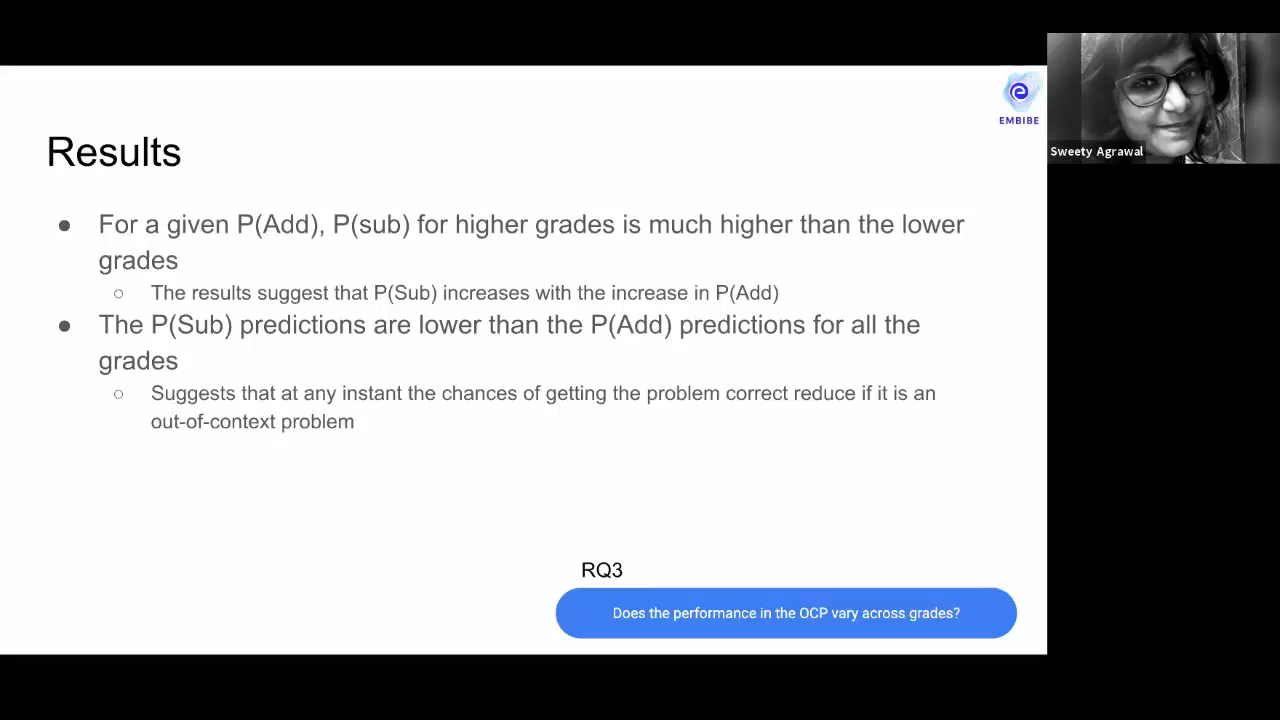 EMBIBE
Sweety Agrawal
Results
● For a given P(Add), P(sub) for higher grades is much higher than the lower
grades
○ The results suggest that P(Sub) increases with the increase in P(Add)
● The P(Sub) predictions are lower than the P(Add) predictions for all the
grades
○ Suggests that at any instant the chances of getting the problem correct reduce if it is an
out-of-context problem
RQ3
Does the performance in the OCP vary across grades?